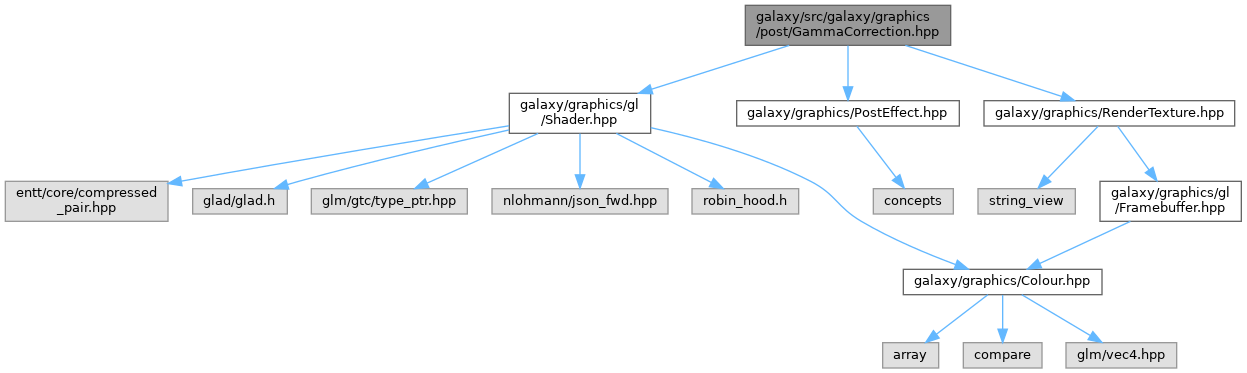 galaxy/src/galaxy/graphics
/post/GammaCorrection.hpp
galaxy/graphics/gl
/Shader.hpp
galaxy/graphics/PostEffect.hpp
galaxy/graphics/RenderTexture.hpp
entt/core/compressed
_pair.hpp
glad/glad.h
glm/gtc/type_ptr.hpp
nlohmann/json_fwd.hpp
robin_hood.h
concepts
string_view
galaxy/graphics/gl
/Framebuffer.hpp
galaxy/graphics/Colour.hpp
array
compare
glm/vec4.hpp